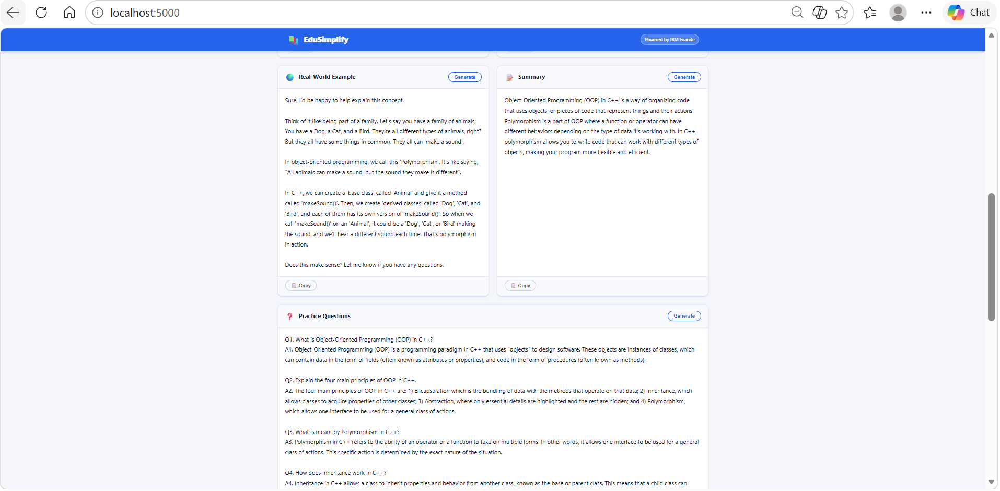 localhost:5000
Chat
EduSimplify
Powered by IBM Granite
Real-World Example
Generate
Sure, I'd be happy to help explain this concept.
Think of it like being part of a family. Let's say you have a family of animals.
You have a Dog, a Cat, and a Bird. They're all different types of animals, right?
But they all have some things in common. They all can 'make a sound'.
In object-oriented programming, we call this 'Polymorphism'. It's like saying,
"All animals can make a sound, but the sound they make is different".
In C++, we can create a 'base class' called 'Animal' and give it a method
called 'makeSound()'. Then, we create 'derived classes' called 'Dog', 'Cat', and
'Bird', and each of them has its own version of 'makeSound()'. So when we
call 'makeSound()' on an 'Animal', it could be a 'Dog', 'Cat', or 'Bird' making
the sound, and we'll hear a different sound each time. That's polymorphism
in action.
Does this make sense? Let me know if you have any questions.
Copy
Summary
Generate
Object-Oriented Programming (OOP) in C++ is a way of organizing code
that uses objects, or pieces of code that represent things and their actions.
Polymorphism is a part of OOP where a function or operator can have
different behaviors depending on the type of data it's working with. In C++,
polymorphism allows you to write code that can work with different types of
objects, making your program more flexible and efficient.
Copy
Practice Questions
Generate
Q1. What is Object-Oriented Programming (OOP) in C++?
A1. Object-Oriented Programming (OOP) is a programming paradigm in C++ that uses "objects" to design software. These objects are instances of classes, which
can contain data in the form of fields (often known as attributes or properties), and code in the form of procedures (often known as methods).
Q2. Explain the four main principles of OOP in C++.
A2. The four main principles of OOP in C++ are: 1) Encapsulation which is the bundling of data with the methods that operate on that data; 2) Inheritance, which
allows classes to acquire properties of other classes; 3) Abstraction, where only essential details are highlighted and the rest are hidden; and 4) Polymorphism,
which allows one interface to be used for a general class of actions.
Q3. What is meant by Polymorphism in C++?
A3. Polymorphism in C++ refers to the ability of an operator or a function to take on multiple forms. In other words, it allows one interface to be used for a general
class of actions. This specific action is determined by the exact nature of the situation.
Q4. How does Inheritance work in C++?
A4. Inheritance in C++ allows a class to inherit properties and behavior from another class, known as the base or parent class. This means that a child class can